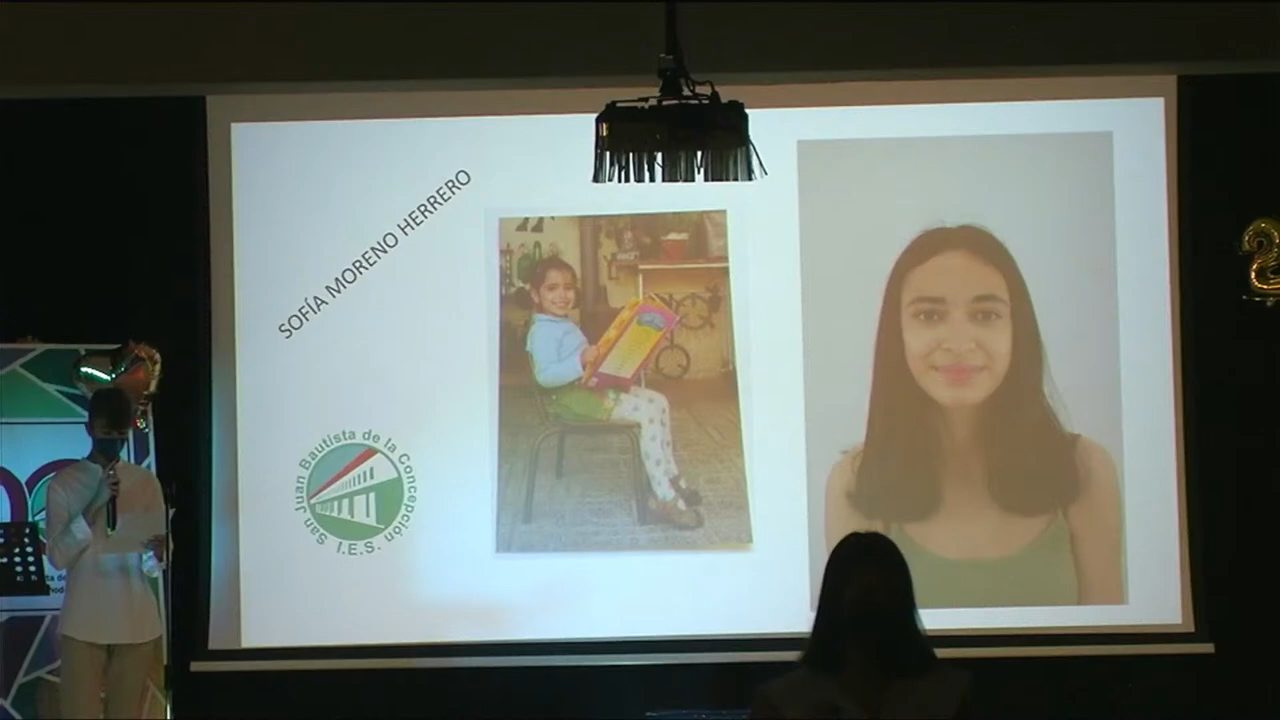 SOFÍA MORENO HERRERO
San Juan Bautista de la Concepción
I.E.S.